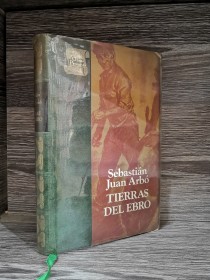 Sebastián
Juan Arbó
TIERRAS
DEL EBRO